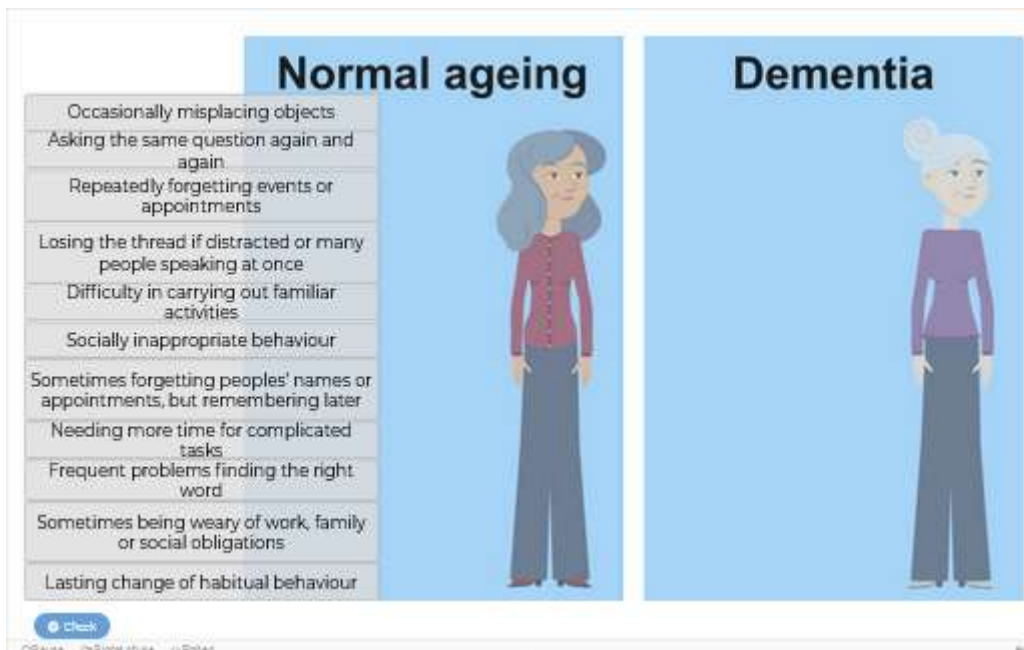 Normal ageing
Dementia
Occasionally misplacing objects
Asking the same question again and
again
Repeatedly forgetting events or
appointments
Losing the thread if distracted or many
people speaking at once
Difficulty in carrying out familiar
activities
Socially inappropriate behaviour
Sometimes forgetting peoples' names or
appointments, but remembering later
Needing more time for complicated
tasks
Frequent problems finding the right
word
Sometimes being weary of work, family
or social obligations
Lasting change of habitual behaviour
Check